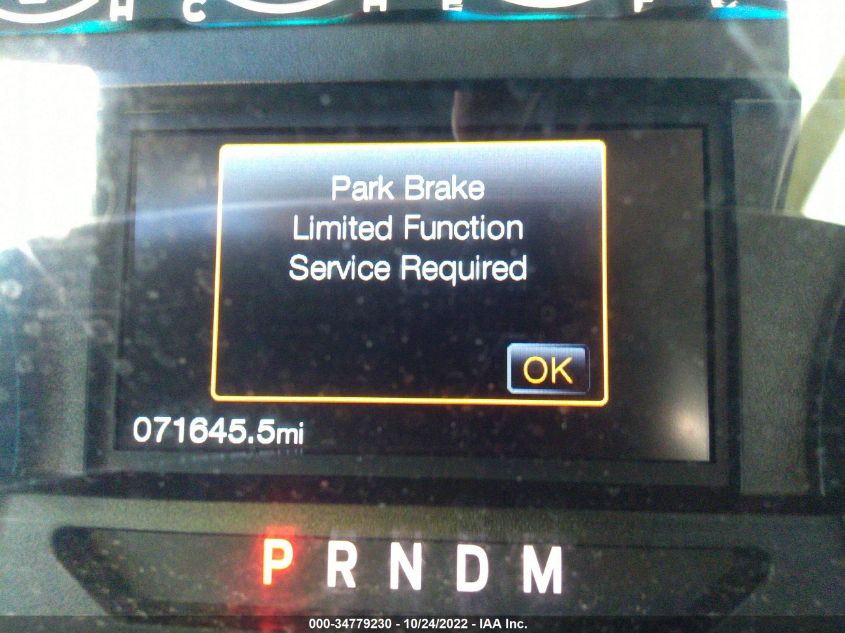 H C H E F
Park Brake
Limited Function
Service Required
OK
071645.5mi
P R N D M
000-34779230 - 10/24/2022 - IAA Inc.